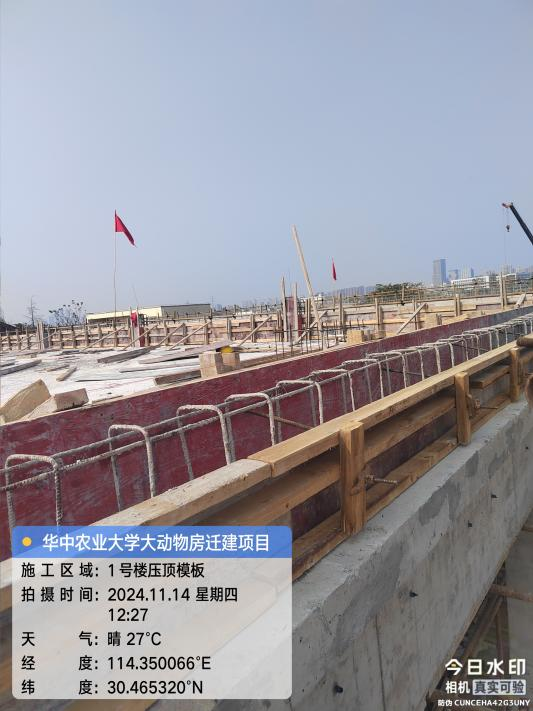 华中农业大学大动物房迁建项目
施工区域：1号楼压顶模板
拍摄时间：2024.11.14 星期四
12:27
天气：晴 27°C
经度：114.350066°E
纬度：30.465320°N
今日水印
相机 真实可验
防伪 CUNCEHA42G3UNY